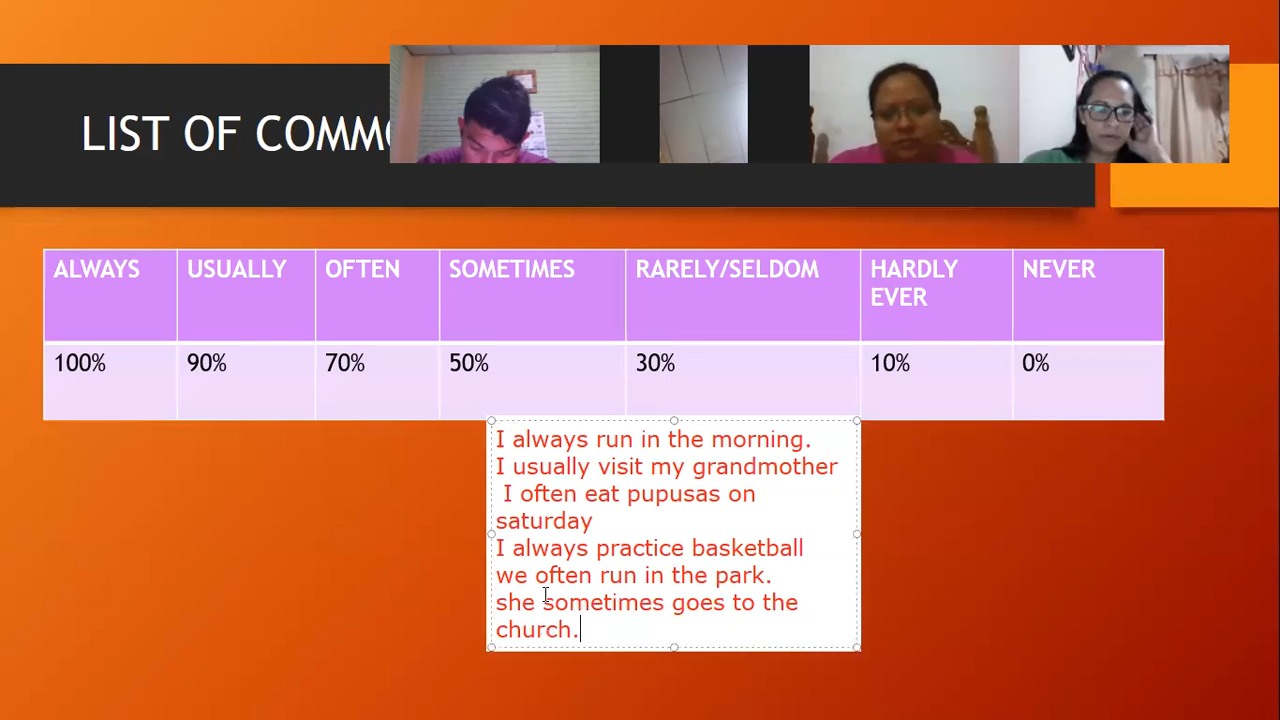 LIST OF COMM
ALWAYS USUALLY OFTEN SOMETIMES RARELY/SELDOM HARDLY EVER NEVER
100% 90% 70% 50% 30% 10% 0%
I always run in the morning.
I usually visit my grandmother
I often eat pupusas on
saturday
I always practice basketball
we often run in the park.
she sometimes goes to the
church.